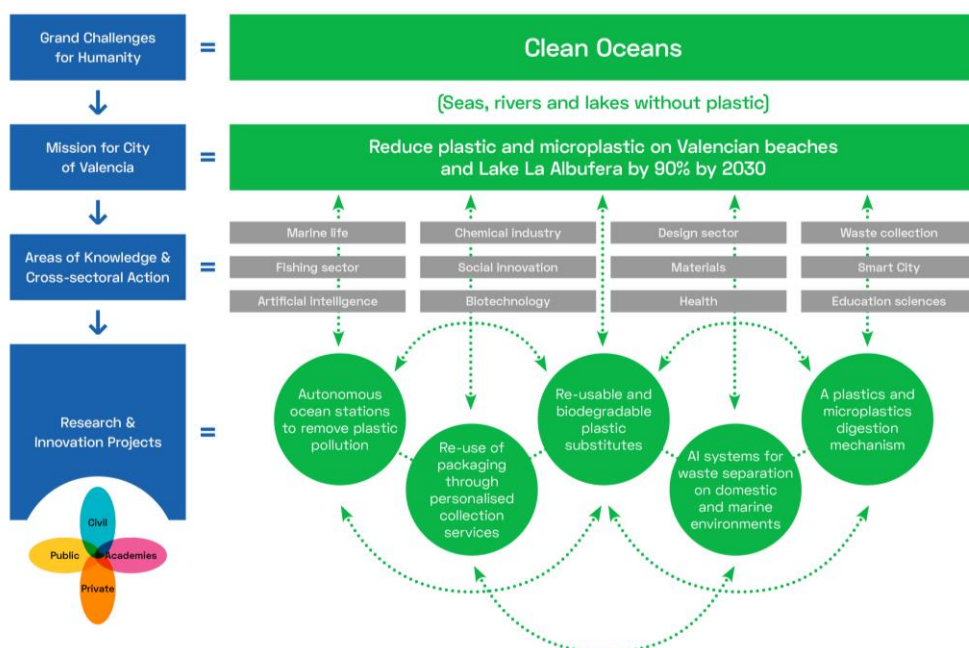 Grand Challenges
for Humanity
=
Clean Oceans
(Seas, rivers and lakes without plastic)
Mission for City
of Valencia
=
Reduce plastic and microplastic on Valencian beaches
and Lake La Albufera by 90% by 2030
Areas of Knowledge &
Cross-sectoral Action
=
Marine life
Chemical industry
Design sector
Waste collection
Fishing sector
Social innovation
Materials
Smart City
Artificial intelligence
Biotechnology
Health
Education sciences
Research &
Innovation Projects
=
Autonomous
ocean stations
to remove plastic
pollution
Re-use of
packaging
through
personalised
collection
services
Re-usable and
biodegradable
plastic
substitutes
AI systems for
waste separation
on domestic
and marine
environments
A plastics and
microplastics
digestion
mechanism
Civil
Public
Academies
Private